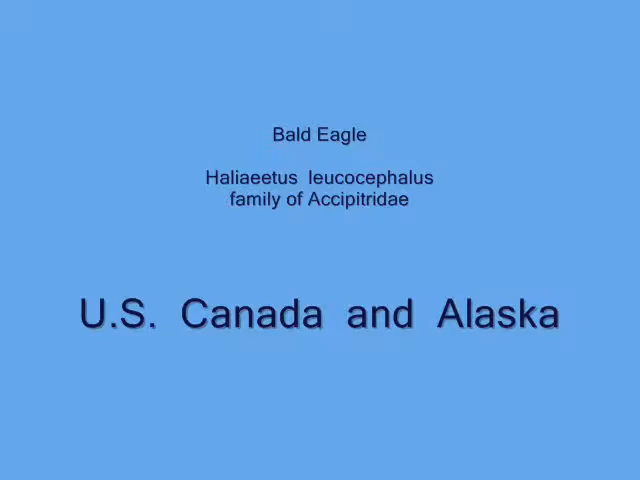 Bald Eagle
Haliaeetus leucocephalus
family of Accipitridae
U.S. Canada and Alaska